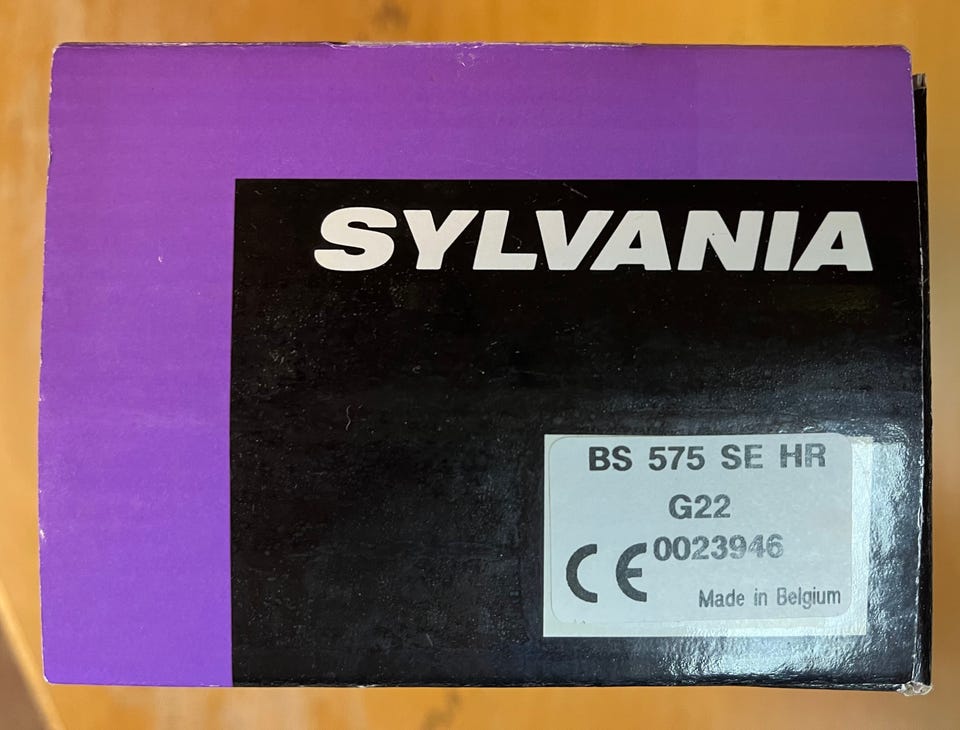 SYLVANIA
BS 575 SE HR
G22
CE 0023946
Made in Belgium